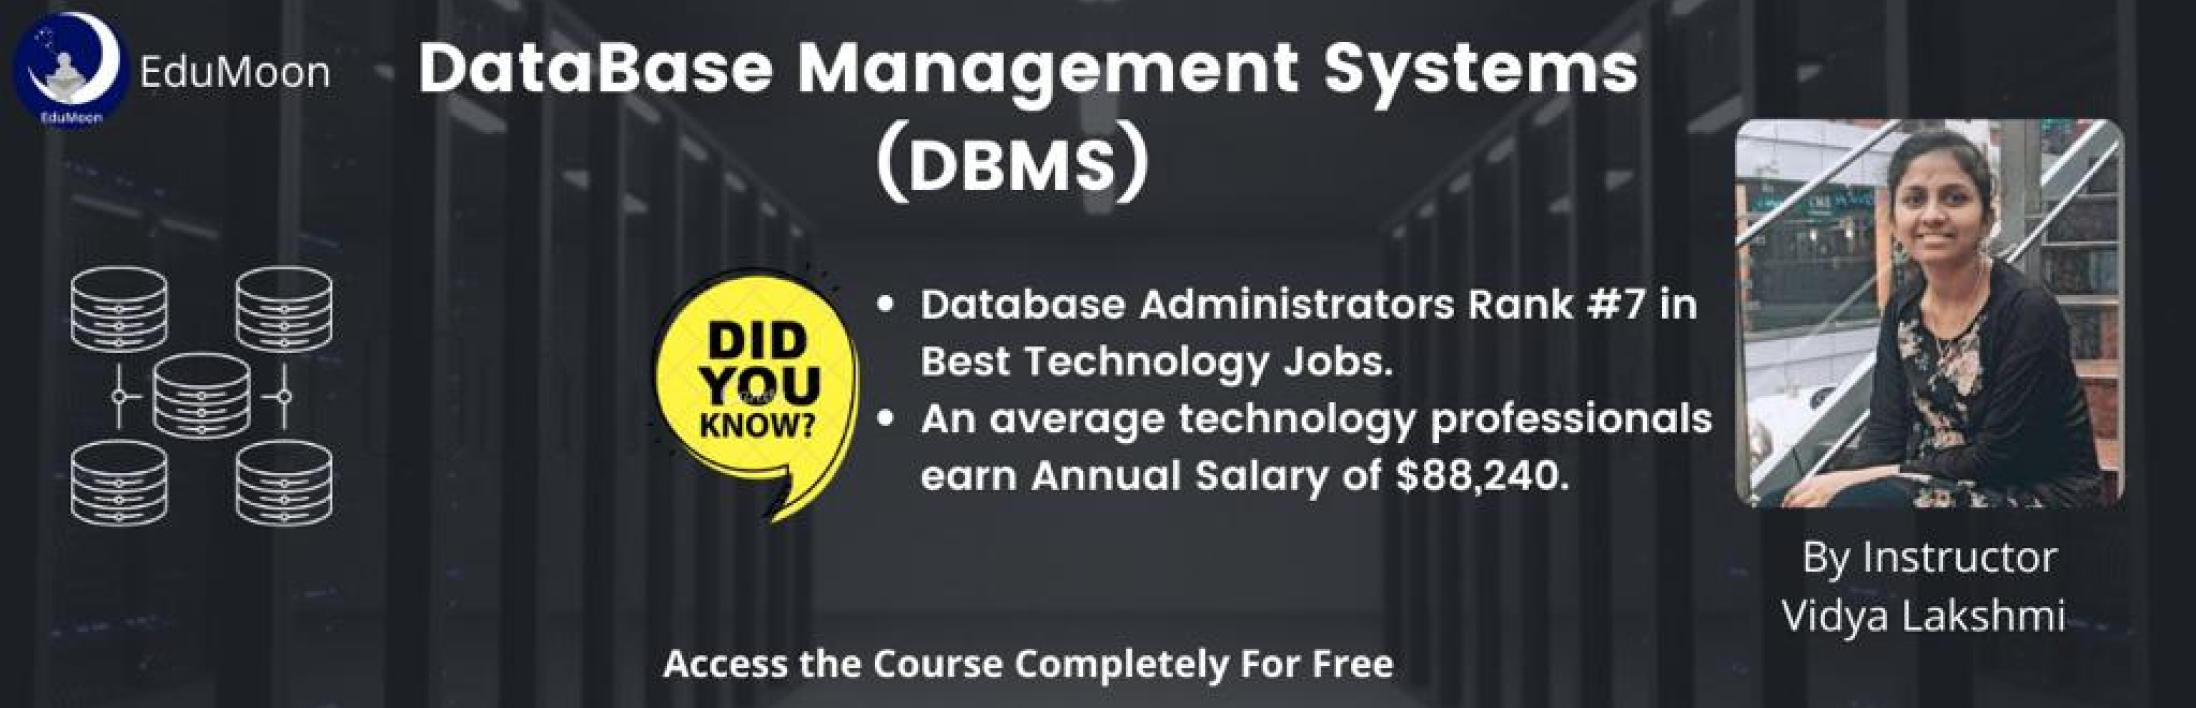 EduMoon
EduMoon
DataBase Management Systems
(DBMS)
DID
YOU
KNOW?
• Database Administrators Rank #7 in
Best Technology Jobs.
• An average technology professionals
earn Annual Salary of $88,240.
By Instructor
Vidya Lakshmi
Access the Course Completely For Free